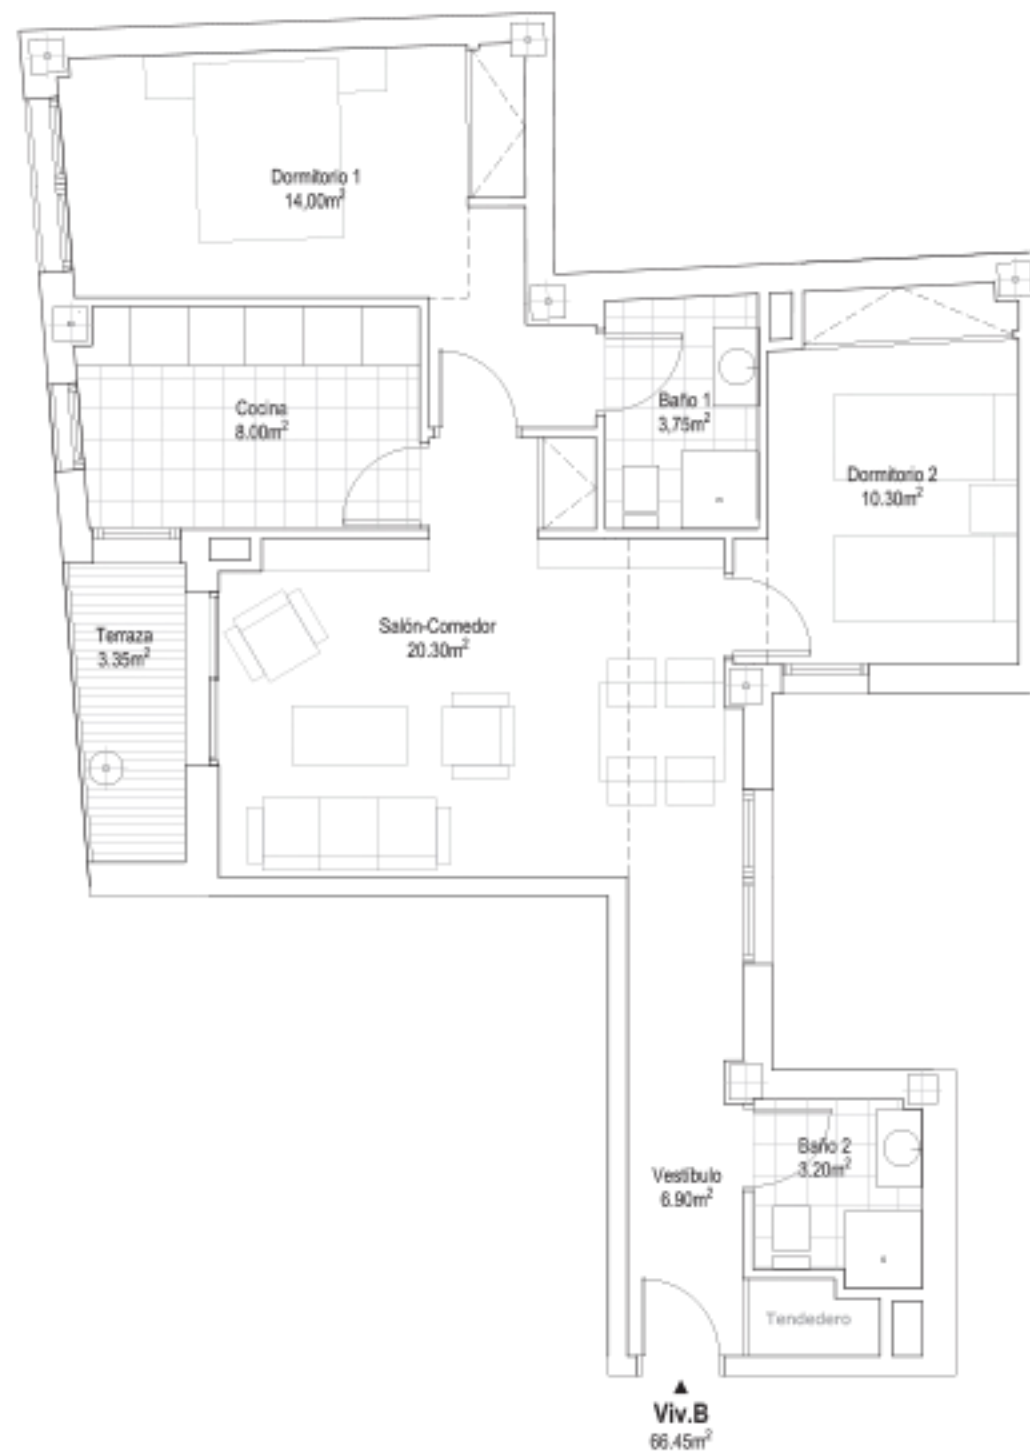 Dormitorio 1
14,00m²
Cocina
8.00m²
Baño 1
3,75m²
Dormitorio 2
10.30m²
Terraza
3.35m²
Salón-Comedor
20.30m²
Vestíbulo
6.90m²
Baño 2
3.20m²
Tendedero
Viv.B
66.45m²